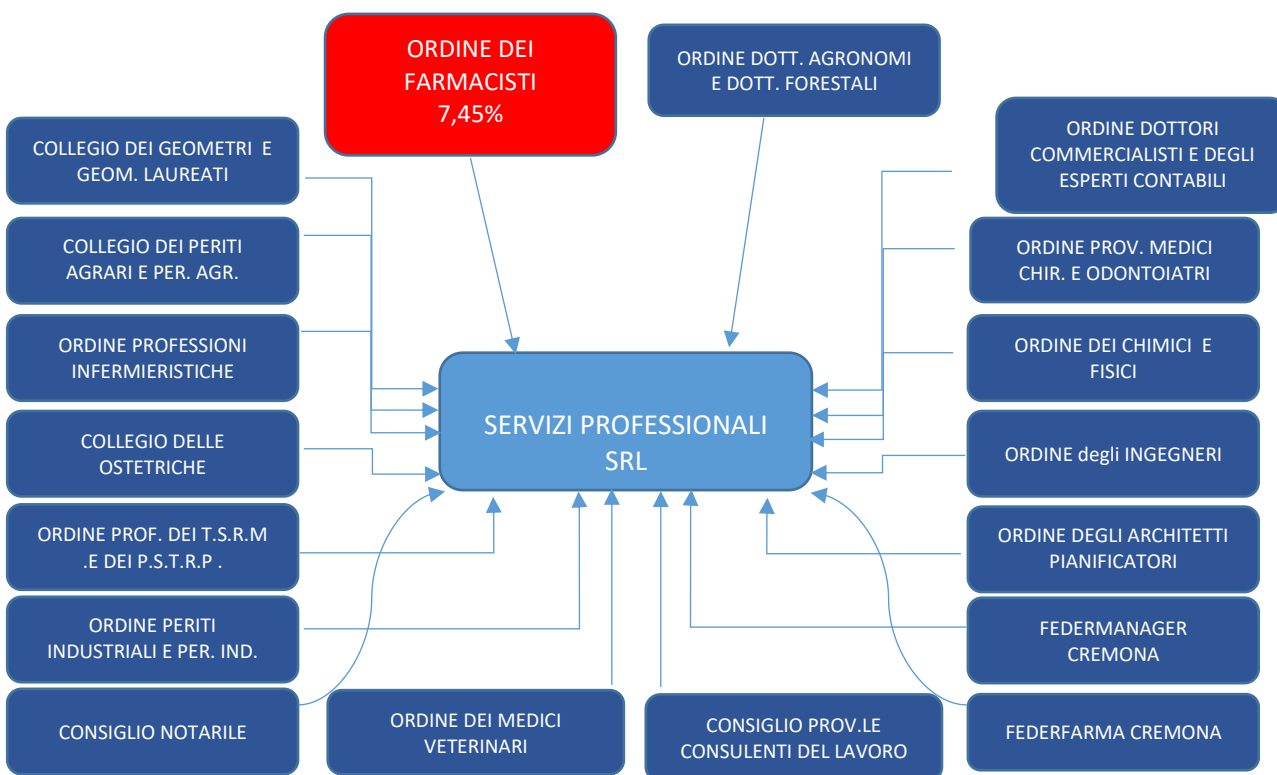 ORDINE DEI
FARMACISTI
7,45%
ORDINE DOTT. AGRONOMI
E DOTT. FORESTALI
COLLEGIO DEI GEOMETRI E
GEOM. LAUREATI
COLLEGIO DEI PERITI
AGRARI E PER. AGR.
ORDINE PROFESSIONI
INFERMIERISTICHE
COLLEGIO DELLE
OSTETRICHE
ORDINE PROF. DEI T.S.R.M
.E DEI P.S.T.R.P .
ORDINE PERITI
INDUSTRIALI E PER. IND.
CONSIGLIO NOTARILE
SERVIZI PROFESSIONALI
SRL
ORDINE DEI MEDICI
VETERINARI
CONSIGLIO PROV.LE
CONSULENTI DEL LAVORO
ORDINE DOTTORI
COMMERCIALISTI E DEGLI
ESPERTI CONTABILI
ORDINE PROV. MEDICI
CHIR. E ODONTOIATRI
ORDINE DEI CHIMICI E
FISICI
ORDINE degli INGEGNERI
ORDINE DEGLI ARCHITETTI
PIANIFICATORI
FEDERMANAGER
CREMONA
FEDERFARMA CREMONA